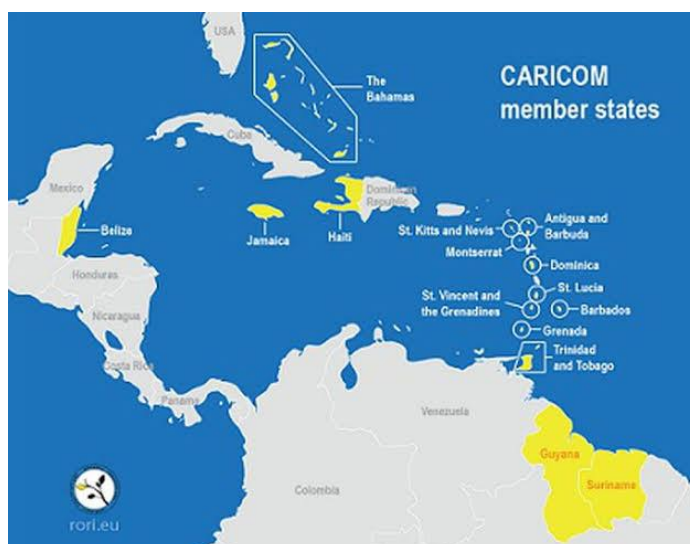 USA
CARICOM
member states
The
Bahamas
Cuba
Mexico
Dominican
Republic
Belize
Jamaica
Haiti
St. Kitts and Nevis
Antigua and
Barbuda
Montserrat
Dominica
Honduras
St. Lucia
St. Vincent and
the Grenadines
Barbados
Nicaragua
Grenada
Costa Rica
Trinidad
and Tobago
Panama
Venezuela
Guyana
Suriname
Colombia
rori.eu